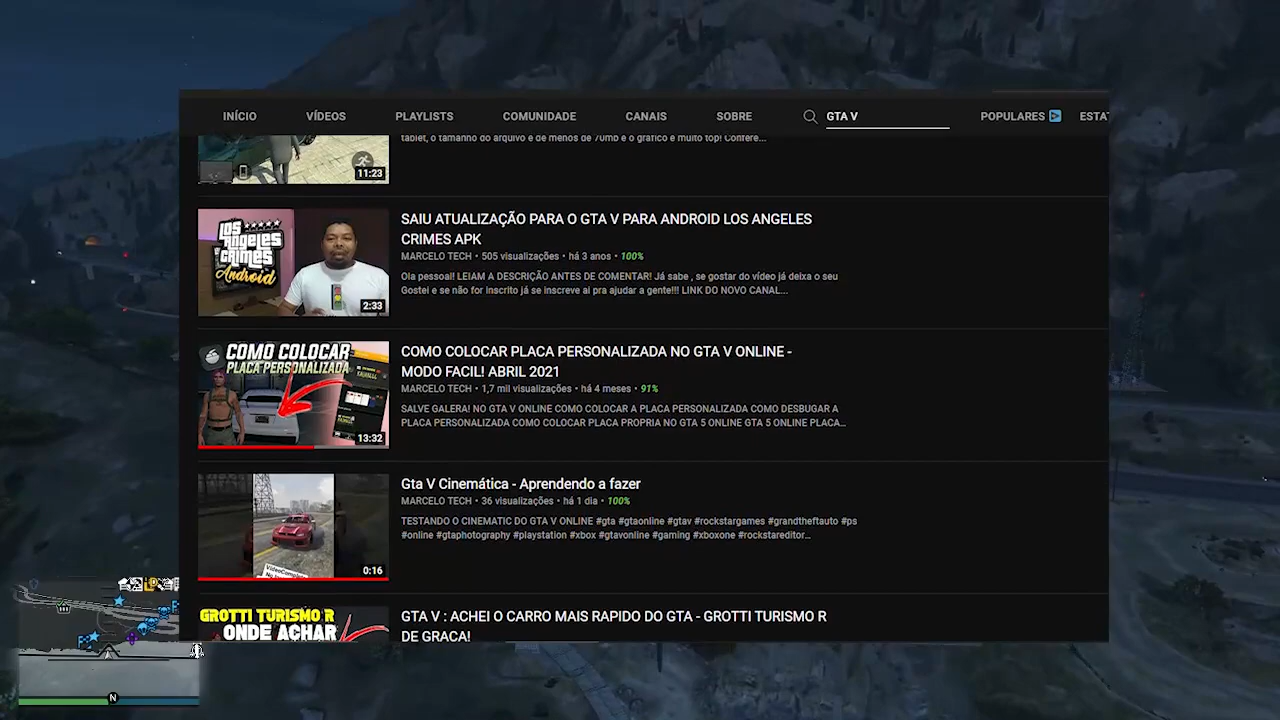 INÍCIO VÍDEOS PLAYLISTS COMUNIDADE CANAIS SOBRE GTA V POPULARES ESTAT
tablet, o tamanho do arquivo é de menos de 70mb e o gráfico é muito top! Confere...
11:23
LOS ANGELES CRIMES Android
2:33
SAIU ATUALIZAÇÃO PARA O GTA V PARA ANDROID LOS ANGELES
CRIMES APK
MARCELO TECH • 505 visualizações • há 3 anos • 100%
Ola pessoal! LEIAM A DESCRIÇÃO ANTES DE COMENTAR! Já sabe , se gostar do vídeo já deixa o seu
Gostei e se não for inscrito já se inscreve ai pra ajudar a gente!!! LINK DO NOVO CANAL...
COMO COLOCAR
PLACA PERSONALIZADA
13:32
COMO COLOCAR PLACA PERSONALIZADA NO GTA V ONLINE -
MODO FACIL! ABRIL 2021
MARCELO TECH • 1,7 mil visualizações • há 4 meses • 91%
SALVE GALERA! NO GTA V ONLINE COMO COLOCAR A PLACA PERSONALIZADA COMO DESBUGAR A
PLACA PERSONALIZADA COMO COLOCAR PLACA PROPRIA NO GTA 5 ONLINE GTA 5 ONLINE PLACA...
0:16
Gta V Cinemática - Aprendendo a fazer
MARCELO TECH • 36 visualizações • há 1 dia • 100%
TESTANDO O CINEMATIC DO GTA V ONLINE #gta #gtaonline #gtav #rockstargames #grandtheftauto #ps
#online #gtaphotography #playstation #xbox #gtavonline #gaming #xboxone #rockstareditor...
GROTTI TURISMO R
ONDE ACHAR
GTA V : ACHEI O CARRO MAIS RAPIDO DO GTA - GROTTI TURISMO R
DE GRAÇA!
N